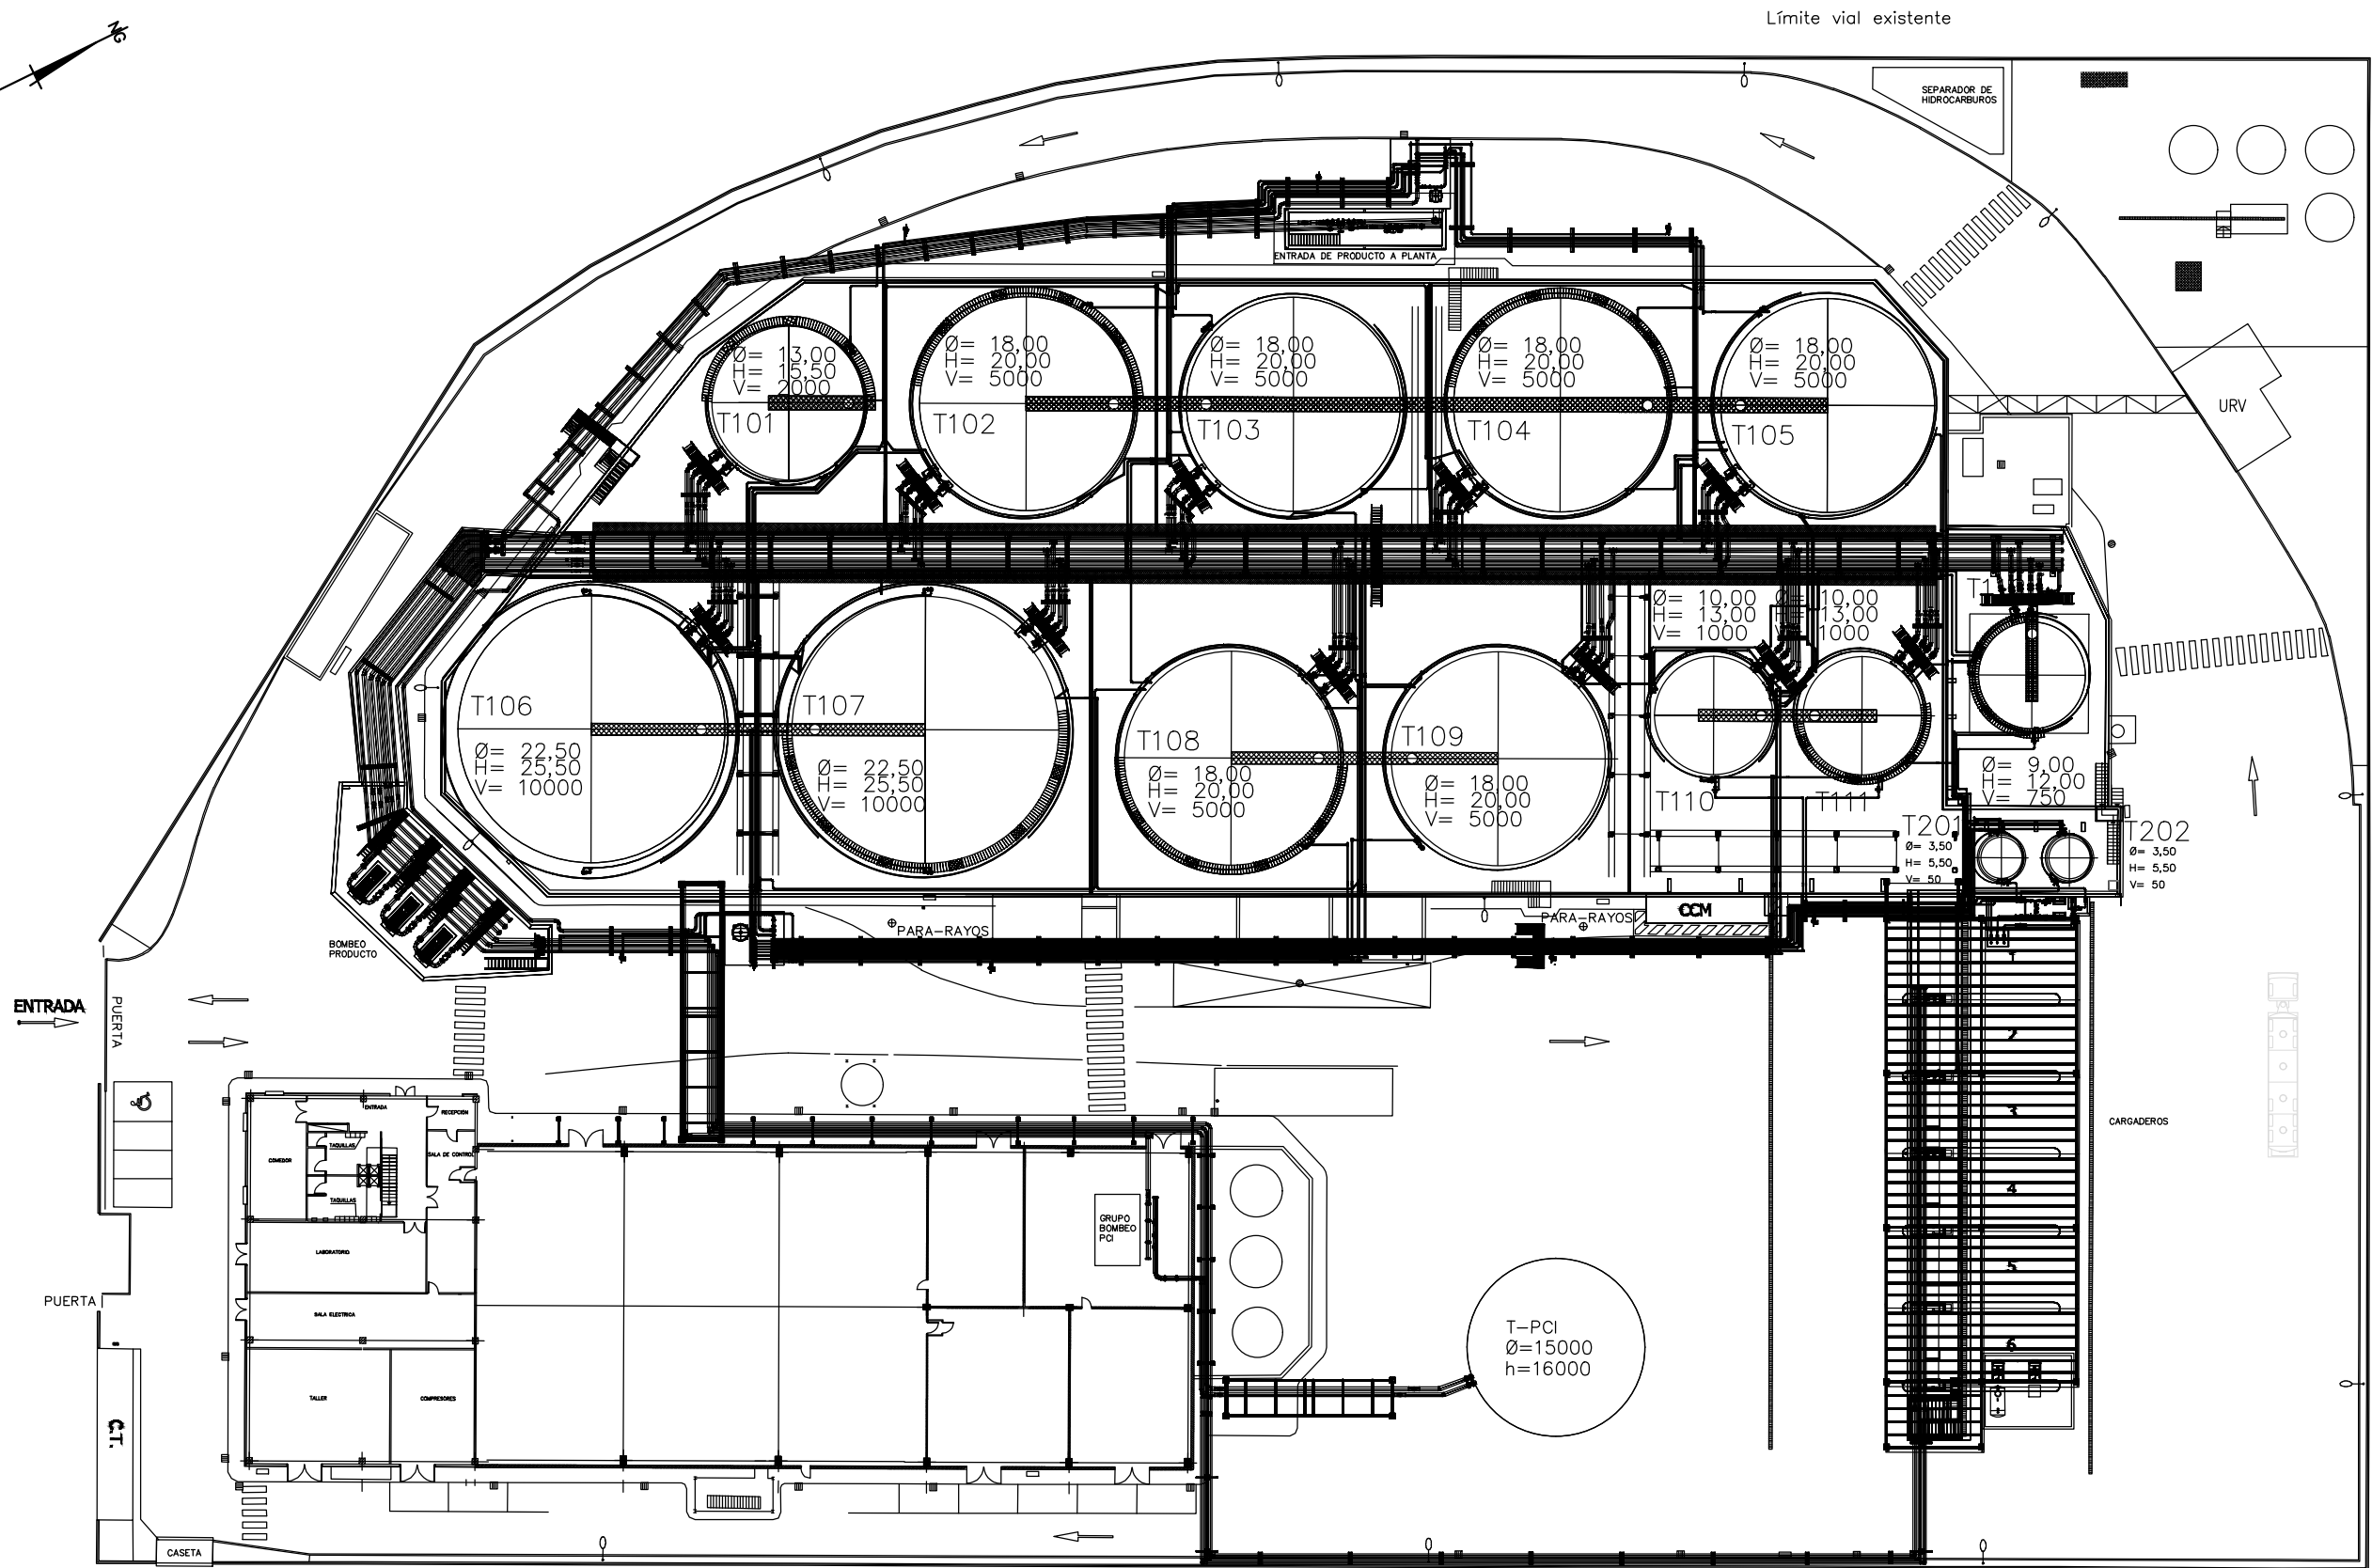 Límite vial existente
NG
SEPARADOR DE
HIDROCARBUROS
ENTRADA DE PRODUCTO A PLANTA
Ø= 13,00
H= 15,50
V= 2000
T101
Ø= 18,00
H= 20,00
V= 5000
T102
Ø= 18,00
H= 20,00
V= 5000
T103
Ø= 18,00
H= 20,00
V= 5000
T104
Ø= 18,00
H= 20,00
V= 5000
T105
URV
T106
Ø= 22,50
H= 25,50
V= 10000
T107
Ø= 22,50
H= 25,50
V= 10000
T108
Ø= 18,00
H= 20,00
V= 5000
T109
Ø= 18,00
H= 20,00
V= 5000
Ø= 10,00
H= 13,00
V= 1000
T110
Ø= 10,00
H= 13,00
V= 1000
T111
Ø= 9,00
H= 12,00
V= 750
T201
Ø= 3,50
H= 5,50
V= 50
T202
Ø= 3,50
H= 5,50
V= 50
BOMBEO
PRODUCTO
PARA-RAYOS
PARA-RAYOS
CCM
ENTRADA
PUERTA
1
2
3
4
5
6
CARGADEROS
ENTRADA
RECEPCION
TAQUILLAS
COMEDOR
SALA DE CONTROL
TAQUILLAS
LABORATORIO
SALA ELECTRICA
TALLER
COMPRESORES
GRUPO
BOMBEO
PCI
PUERTA
T-PCI
Ø=15000
h=16000
C.T.
CASETA